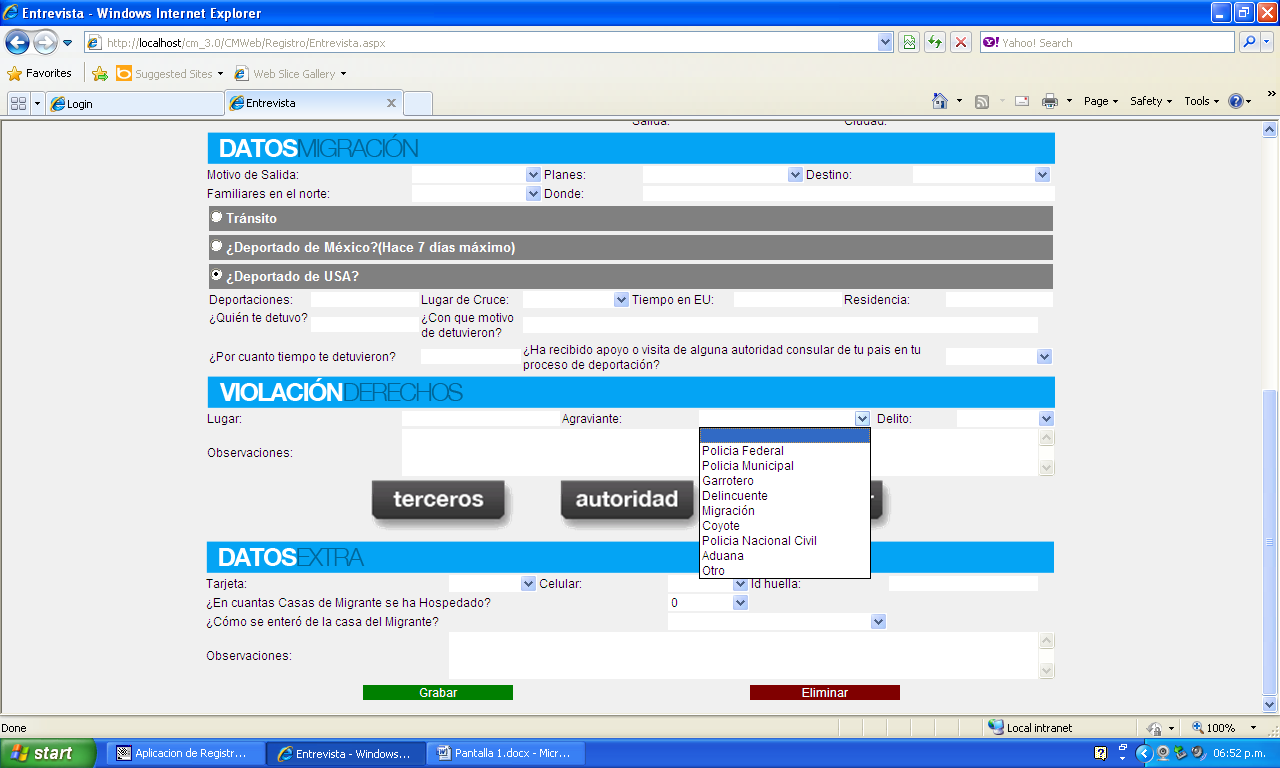 Entrevista - Windows Internet Explorer
http://localhost/cm_3.0/CMWeb/Registro/Entrevista.aspx
Yahoo! Search
Favorites Suggested Sites Web Slice Gallery
Login Entrevista Page Safety Tools
Salida: Ciudad:
DATOSMIGRACIÓN
Motivo de Salida: Planes: Destino:
Familiares en el norte: Donde:
Tránsito
¿Deportado de México?(Hace 7 días máximo)
¿Deportado de USA?
Deportaciones: Lugar de Cruce: Tiempo en EU: Residencia:
¿Quién te detuvo? ¿Con que motivo
de detuvieron?
¿Por cuanto tiempo te detuvieron? ¿Ha recibido apoyo o visita de alguna autoridad consular de tu pais en tu
proceso de deportación?
VIOLACIÓNDERECHOS
Lugar: Agraviante: Delito:
Observaciones:
Policia Federal
Policia Municipal
Garrotero
Delincuente
Migración
Coyote
Policia Nacional Civil
Aduana
Otro
terceros autoridad
DATOSEXTRA
Tarjeta: Celular: Id huella:
¿En cuantas Casas de Migrante se ha Hospedado? 0
¿Cómo se enteró de la casa del Migrante?
Observaciones:
Grabar Eliminar
Done Local intranet 100%
start Aplicacion de Registr... Entrevista - Windows... Pantalla 1.docx - Micr... 06:52 p.m.